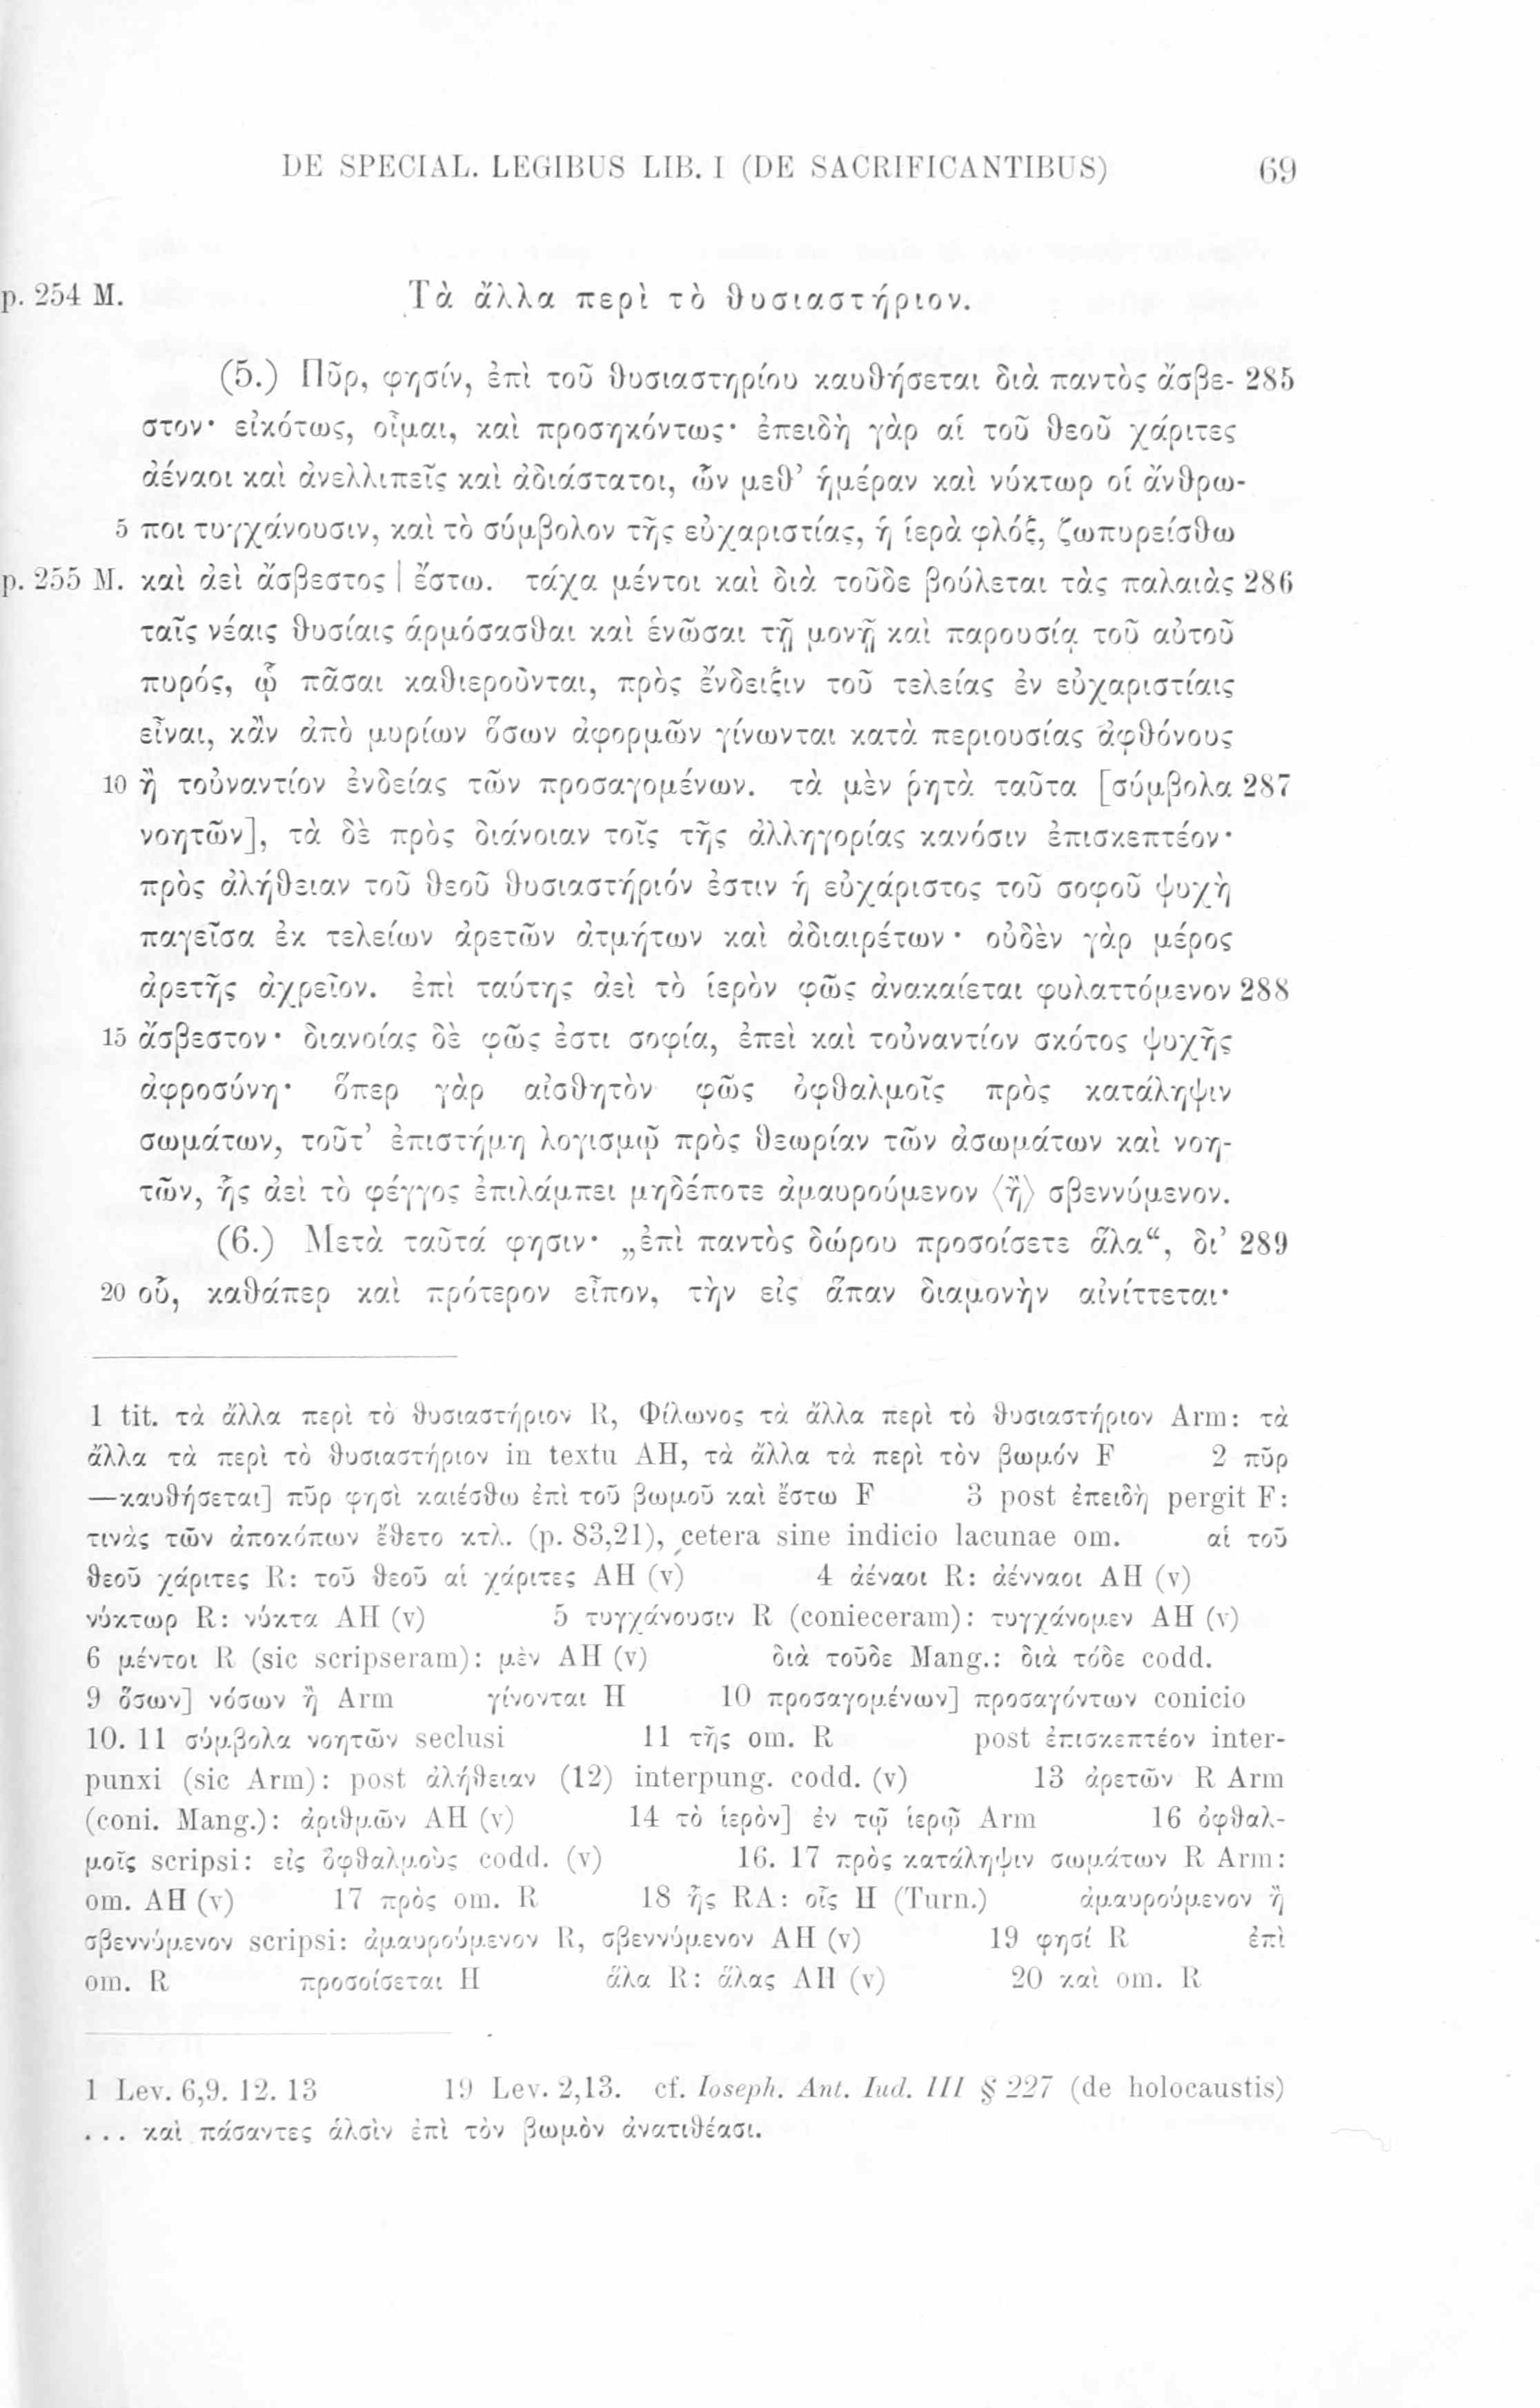 DE SPECIAL. LEGIBUS LIB. I (DE SACRIFICANTIBUS) 69
p. 254 M. Τὰ ἄλλα περὶ τὸ θυσιαστήριον.
(5.) Πῦρ, φησίν, ἐπὶ τοῦ θυσιαστηρίου καυθήσεται διὰ παντὸς ἄσβε- 285
στον· εἰκότως, οἶμαι, καὶ προσηκόντως· ἐπειδὴ γὰρ αἱ τοῦ θεοῦ χάριτες
ἀέναοι καὶ ἀνελλιπεῖς καὶ ἀδιάστατοι, ὧν μεθ’ ἡμέραν καὶ νύκτωρ οἱ ἄνθρω-
5 ποι τυγχάνουσιν, καὶ τὸ σύμβολον τῆς εὐχαριστίας, ἡ ἱερὰ φλόξ, ζωπυρείσθω
p. 255 M. καὶ ἀεὶ ἄσβεστος | ἔστω. τάχα μέντοι καὶ διὰ τοῦδε βούλεται τὰς παλαιὰς 286
ταῖς νέαις θυσίαις ἁρμόσασθαι καὶ ἑνῶσαι τῇ μονῇ καὶ παρουσίᾳ τοῦ αὐτοῦ
πυρός, ᾧ πᾶσαι καθιεροῦνται, πρὸς ἔνδειξιν τοῦ τελείας ἐν εὐχαριστίαις
εἶναι, κἂν ἀπὸ μυρίων ὅσων ἀφορμῶν γίνωνται κατὰ περιουσίας ἀφθόνους
10 ἢ τοὐναντίον ἐνδείας τῶν προσαγομένων. τὰ μὲν ῥητὰ ταῦτα [σύμβολα 287
νοητῶν], τὰ δὲ πρὸς διάνοιαν τοῖς τῆς ἀλληγορίας κανόσιν ἐπισκεπτέον·
πρὸς ἀλήθειαν τοῦ θεοῦ θυσιαστήριόν ἐστιν ἡ εὐχάριστος τοῦ σοφοῦ ψυχὴ
παγεῖσα ἐκ τελείων ἀρετῶν ἀτμήτων καὶ ἀδιαιρέτων· οὐδὲν γὰρ μέρος
ἀρετῆς ἀχρεῖον. ἐπὶ ταύτης ἀεὶ τὸ ἱερὸν φῶς ἀνακαίεται φυλαττόμενον 288
15 ἄσβεστον· διανοίας δὲ φῶς ἐστι σοφία, ἐπεὶ καὶ τοὐναντίον σκότος ψυχῆς
ἀφροσύνη· ὅπερ γὰρ αἰσθητὸν φῶς ὀφθαλμοῖς πρὸς κατάληψιν
σωμάτων, τοῦτ’ ἐπιστήμη λογισμῷ πρὸς θεωρίαν τῶν ἀσωμάτων καὶ νοη-
τῶν, ἧς ἀεὶ τὸ φέγγος ἐπιλάμπει μηδέποτε ἀμαυρούμενον ⟨ἢ⟩ σβεννύμενον.
(6.) Μετὰ ταῦτά φησιν· „ἐπὶ παντὸς δώρου προσοίσετε ἅλα“, δι’ 289
20 οὗ, καθάπερ καὶ πρότερον εἶπον, τὴν εἰς ἅπαν διαμονὴν αἰνίττεται·
1 tit. τὰ ἄλλα περὶ τὸ θυσιαστήριον R, Φίλωνος τὰ ἄλλα περὶ τὸ θυσιαστήριον Arm: τὰ
ἄλλα τὰ περὶ τὸ θυσιαστήριον in textu AH, τὰ ἄλλα τὰ περὶ τὸν βωμόν F 2 πῦρ
—καυθήσεται] πῦρ φησὶ καιέσθω ἐπὶ τοῦ βωμοῦ καὶ ἔστω F 3 post ἐπειδὴ pergit F:
τινὰς τῶν ἀποκόπων ἔθετο κτλ. (p. 83,21), cetera sine indicio lacunae om. αἱ τοῦ
θεοῦ χάριτες R: τοῦ θεοῦ αἱ χάριτες AH (v) 4 ἀέναοι R: ἀένναοι AH (v)
νύκτωρ R: νύκτα AH (v) 5 τυγχάνουσιν R (conieceram): τυγχάνομεν AH (v)
6 μέντοι R (sic scripseram): μὲν AH (v) διὰ τοῦδε Mang.: διὰ τόδε codd.
9 ὅσων] νόσων ἢ Arm γίνονται H 10 προσαγομένων] προσαγόντων conicio
10. 11 σύμβολα νοητῶν seclusi 11 τῆς om. R post ἐπισκεπτέον inter-
punxi (sic Arm): post ἀλήθειαν (12) interpung. codd. (v) 13 ἀρετῶν R Arm
(coni. Mang.): ἀριθμῶν AH (v) 14 τὸ ἱερὸν] ἐν τῷ ἱερῷ Arm 16 ὀφθαλ-
μοῖς scripsi: εἰς ὀφθαλμοὺς codd. (v) 16. 17 πρὸς κατάληψιν σωμάτων R Arm:
om. AH (v) 17 πρὸς om. R 18 ἧς RA: οἷς H (Turn.) ἀμαυρούμενον ἢ
σβεννύμενον scripsi: ἀμαυρούμενον R, σβεννύμενον AH (v) 19 φησί R ἐπὶ
om. R προσοίσεται H ἅλα R: ἅλας AH (v) 20 καὶ om. R
1 Lev. 6,9. 12. 13 19 Lev. 2,13. cf. Ioseph. Ant. Iud. III § 227 (de holocaustis)
... καὶ πάσαντες ἁλσὶν ἐπὶ τὸν βωμὸν ἀνατιθέασι.